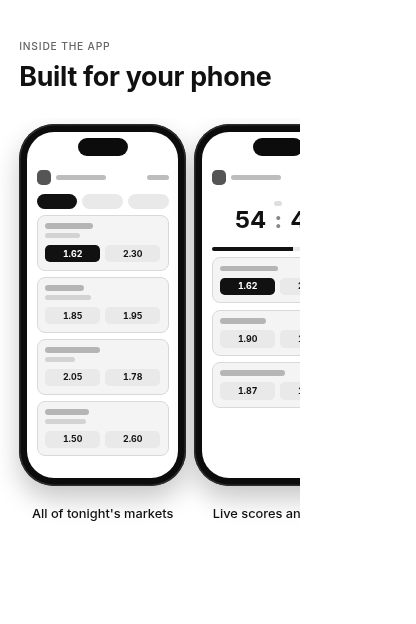 INSIDE THE APP
Built for your phone
1.62 2.30
1.85 1.95
2.05 1.78
1.50 2.60
All of tonight's markets
54 :
1.62
1.90
1.87
Live scores